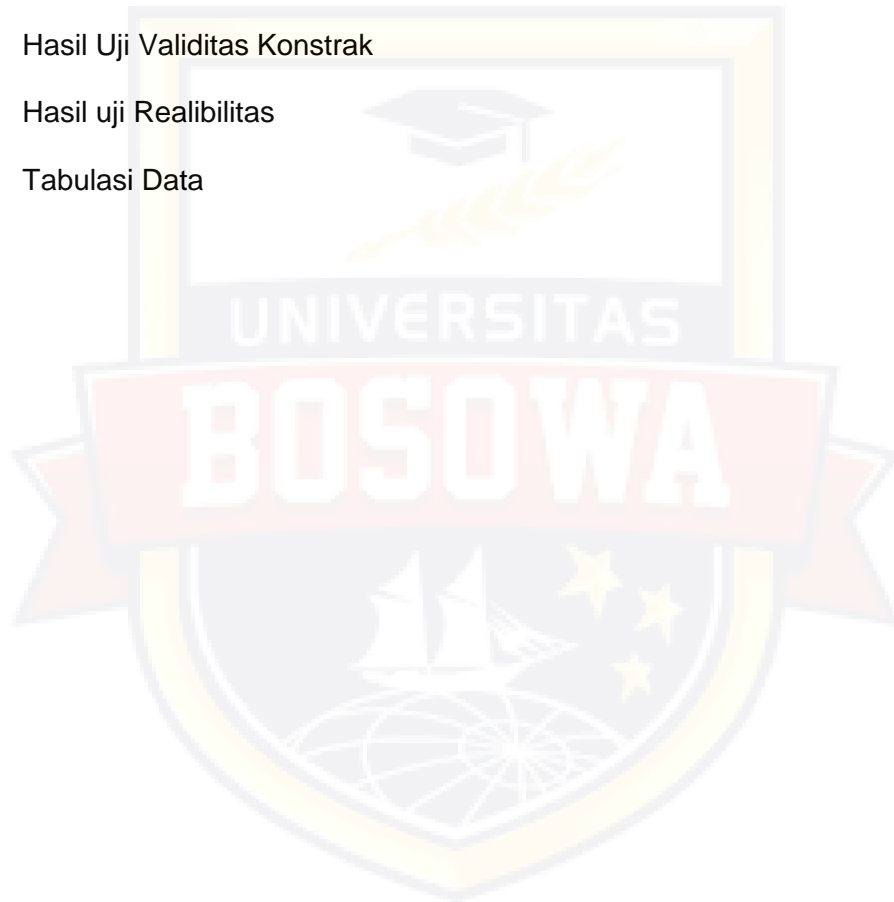 Hasil Uji Validitas Konstrak
Hasil uji Realibilitas
Tabulasi Data
UNIVERSITAS
BOSOWA